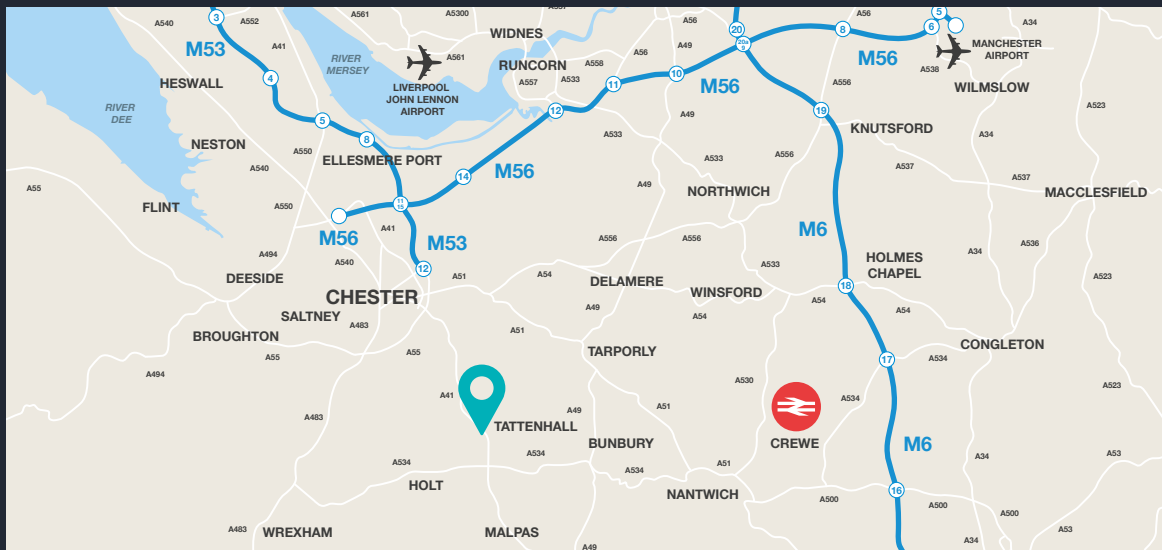 A540
3
A552
A561
A5300
WIDNES
A56
20
5
6
A34
A56
8
M53
A41
RIVER
MERSEY
A561
RUNCORN
A558
A56
A49
20a
9
M56
A538
MANCHESTER
AIRPORT
HESWALL
4
LIVERPOOL
JOHN LENNON
AIRPORT
A557
A533
11
10
M56
A556
WILMSLOW
RIVER
DEE
5
8
12
A533
A49
19
KNUTSFORD
A523
A34
NESTON
A540
A550
ELLESMERE PORT
14
M56
A533
A556
A537
A537
A55
A49
NORTHWICH
MACCLESFIELD
FLINT
A550
11
15
M56
A41
M53
A556
A556
M6
A494
A540
12
A51
A54
A533
HOLMES
CHAPEL
A34
A536
A523
DEESIDE
CHESTER
DELAMERE
WINSFORD
18
SALTNEY
A483
A49
A54
A54
A54
BROUGHTON
A51
A55
A55
TARPORLY
17
A534
CONGLETON
A494
A41
A530
A534
A523
A483
TATTENHALL
A49
A51
BUNBURY
CREWE
M6
A534
A534
A534
A51
A34
A53
HOLT
NANTWICH
A500
16
A500
A500
A483
WREXHAM
MALPAS
A49
A34
A53